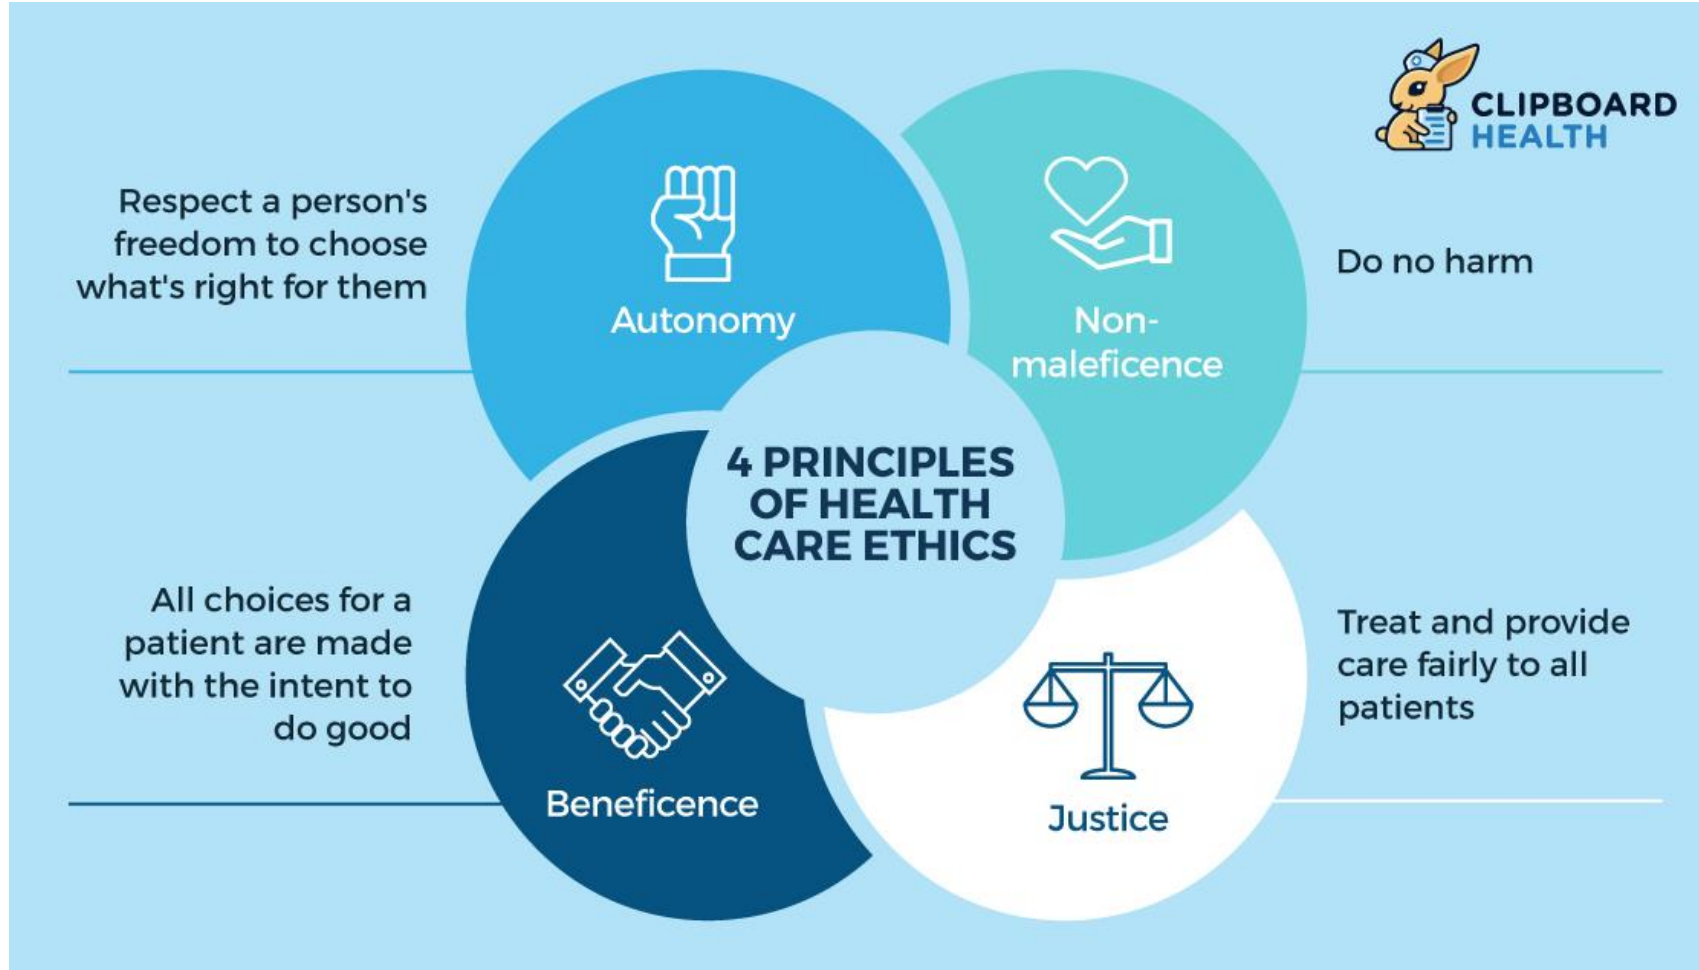 CLIPBOARD
HEALTH
Respect a person's
freedom to choose
what's right for them
Autonomy
Non-
maleficence
Do no harm
4 PRINCIPLES
OF HEALTH
CARE ETHICS
All choices for a
patient are made
with the intent to
do good
Beneficence
Justice
Treat and provide
care fairly to all
patients